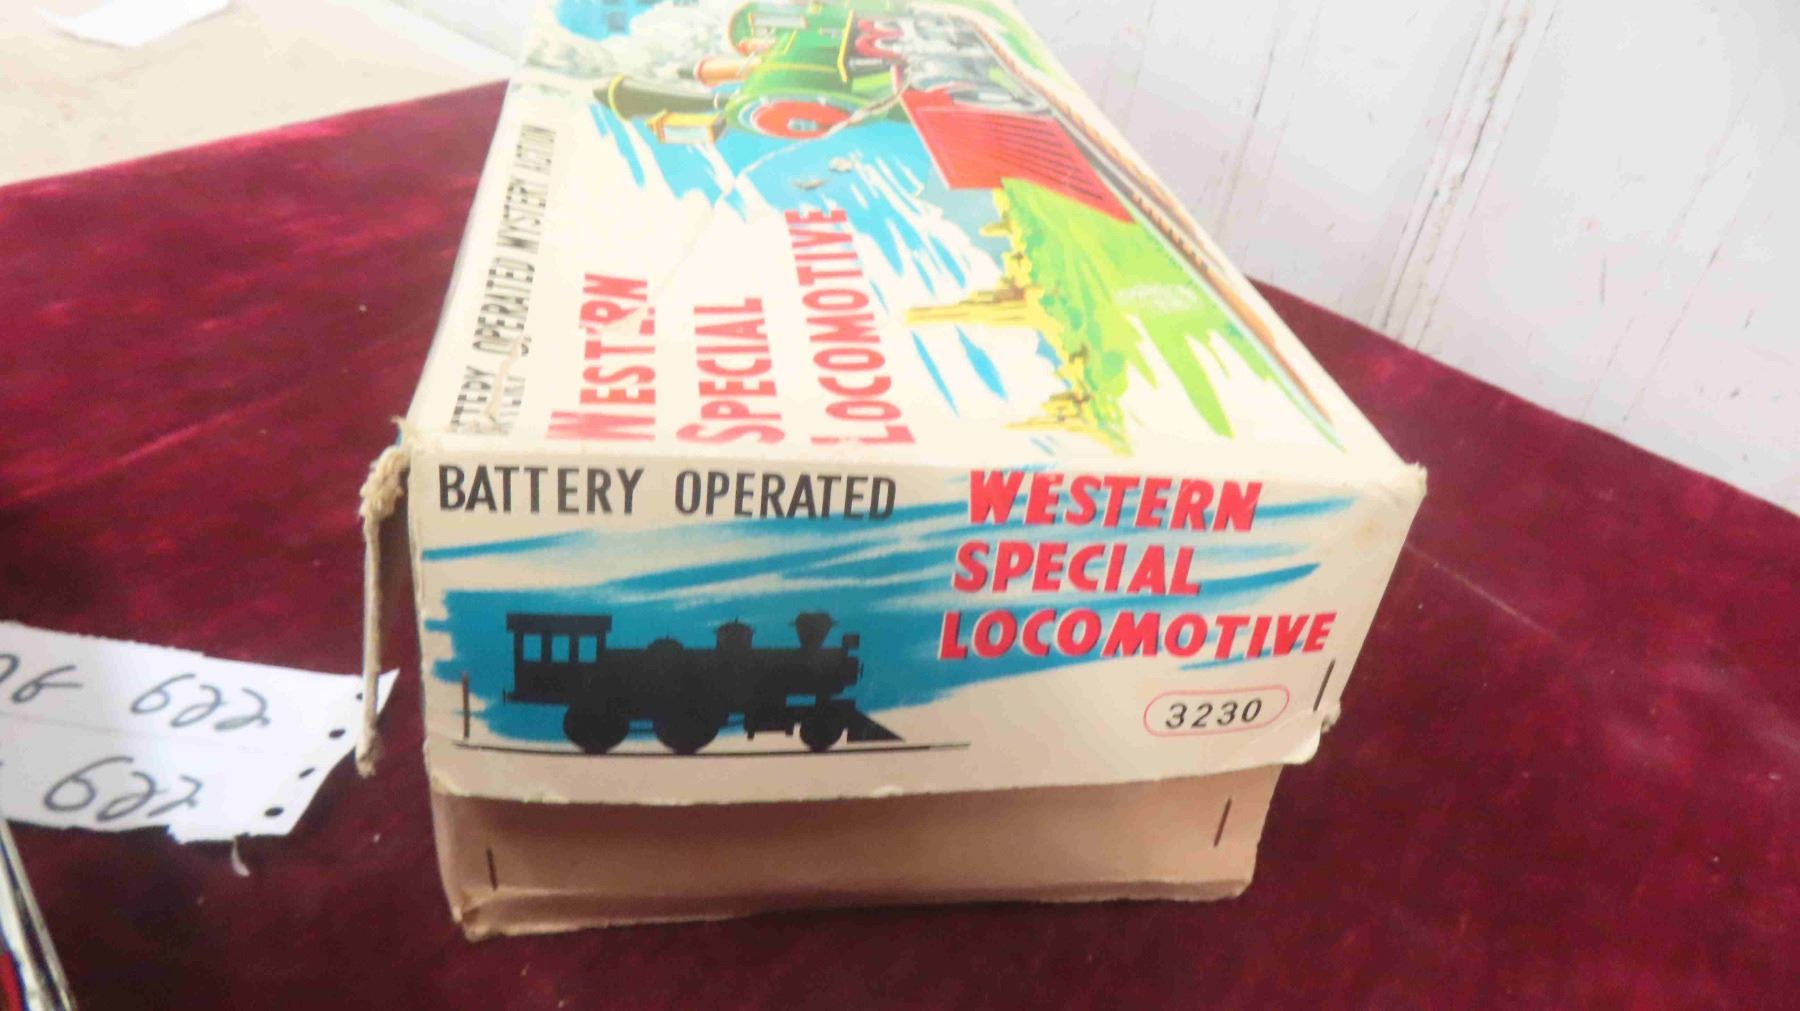 BATTERY OPERATED MYSTERY ACTION
WESTERN
SPECIAL
LOCOMOTIVE
BATTERY OPERATED
WESTERN
SPECIAL
LOCOMOTIVE
3230
622
622